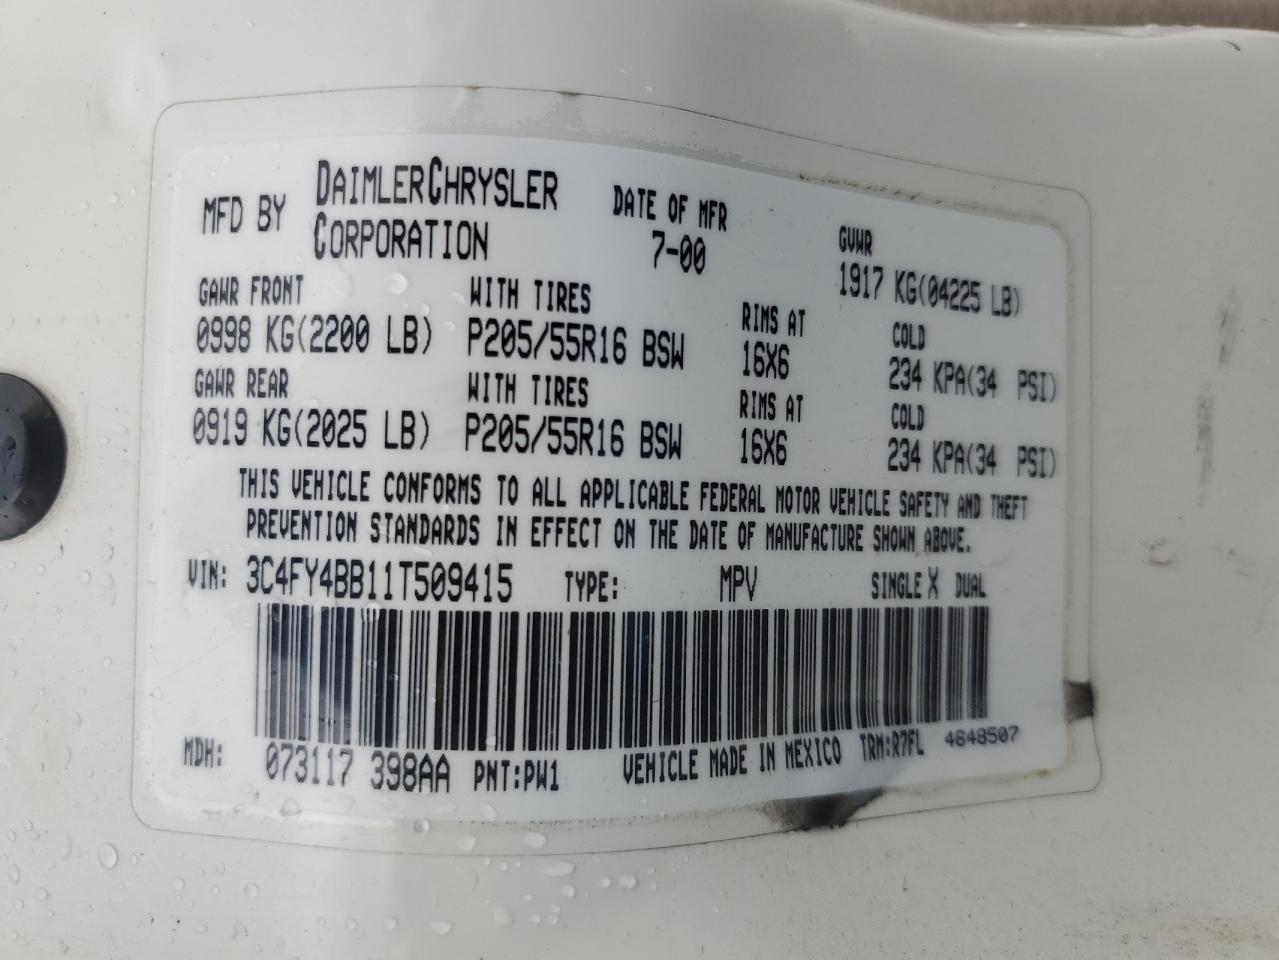 MFD BY DAIMLERCHRYSLER CORPORATION
DATE OF MFR 7-00
GVWR 1917 KG(04225 LB)
GAWR FRONT WITH TIRES RIMS AT COLD
0998 KG(2200 LB) P205/55R16 BSW 16X6 234 KPA(34 PSI)
GAWR REAR WITH TIRES RIMS AT COLD
0919 KG(2025 LB) P205/55R16 BSW 16X6 234 KPA(34 PSI)
THIS VEHICLE CONFORMS TO ALL APPLICABLE FEDERAL MOTOR VEHICLE SAFETY AND THEFT
PREVENTION STANDARDS IN EFFECT ON THE DATE OF MANUFACTURE SHOWN ABOVE.
VIN: 3C4FY4BB11T509415 TYPE: MPV SINGLE X DUAL
MDH: 073117 398AA PNT:PW1 VEHICLE MADE IN MEXICO TRM:R7FL 4648507